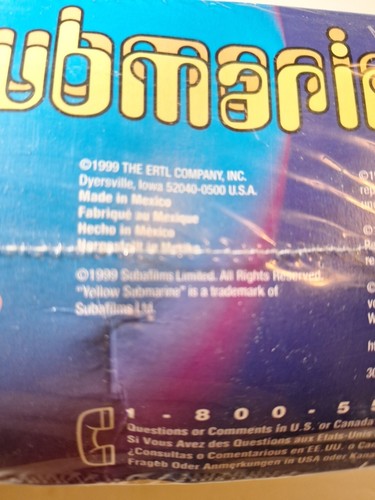 ubmarin
©1999 THE ERTL COMPANY, INC.
Dyersville, Iowa 52040-0500 U.S.A.
Made in Mexico
Fabriqué au Méxique
Hecho in México
©1999 Subafilms Limited. All Rights Reserved.
"Yellow Submarine" is a trademark of
Subafilms Ltd.
1-800-5
Questions or Comments in U.S. or Canada
Si Vous Avez des Questions aux Etats-Unis
¿Consultas o Comentarios en EE. UU. o Ca
Frageb Oder Anmerkungen in USA oder Kana